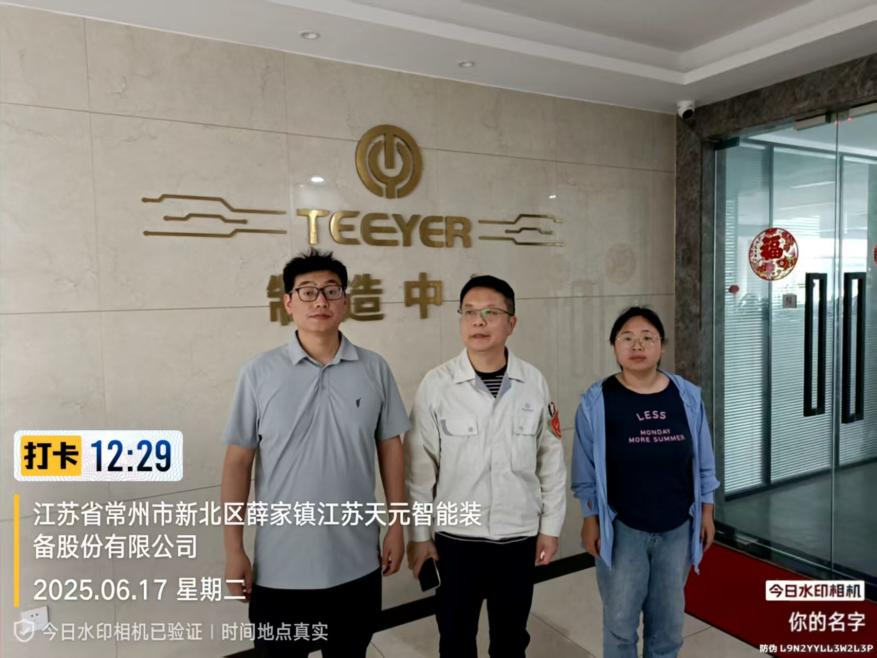 TEEYER
制造中
福
LESS
MONDAY
MORE SUMMER
打卡 12:29
江苏省常州市新北区薛家镇江苏天元智能装
备股份有限公司
2025.06.17 星期二
今日水印相机已验证 | 时间地点真实
今日水印相机
你的名字
防伪 L9N2YYLL3W2L3P